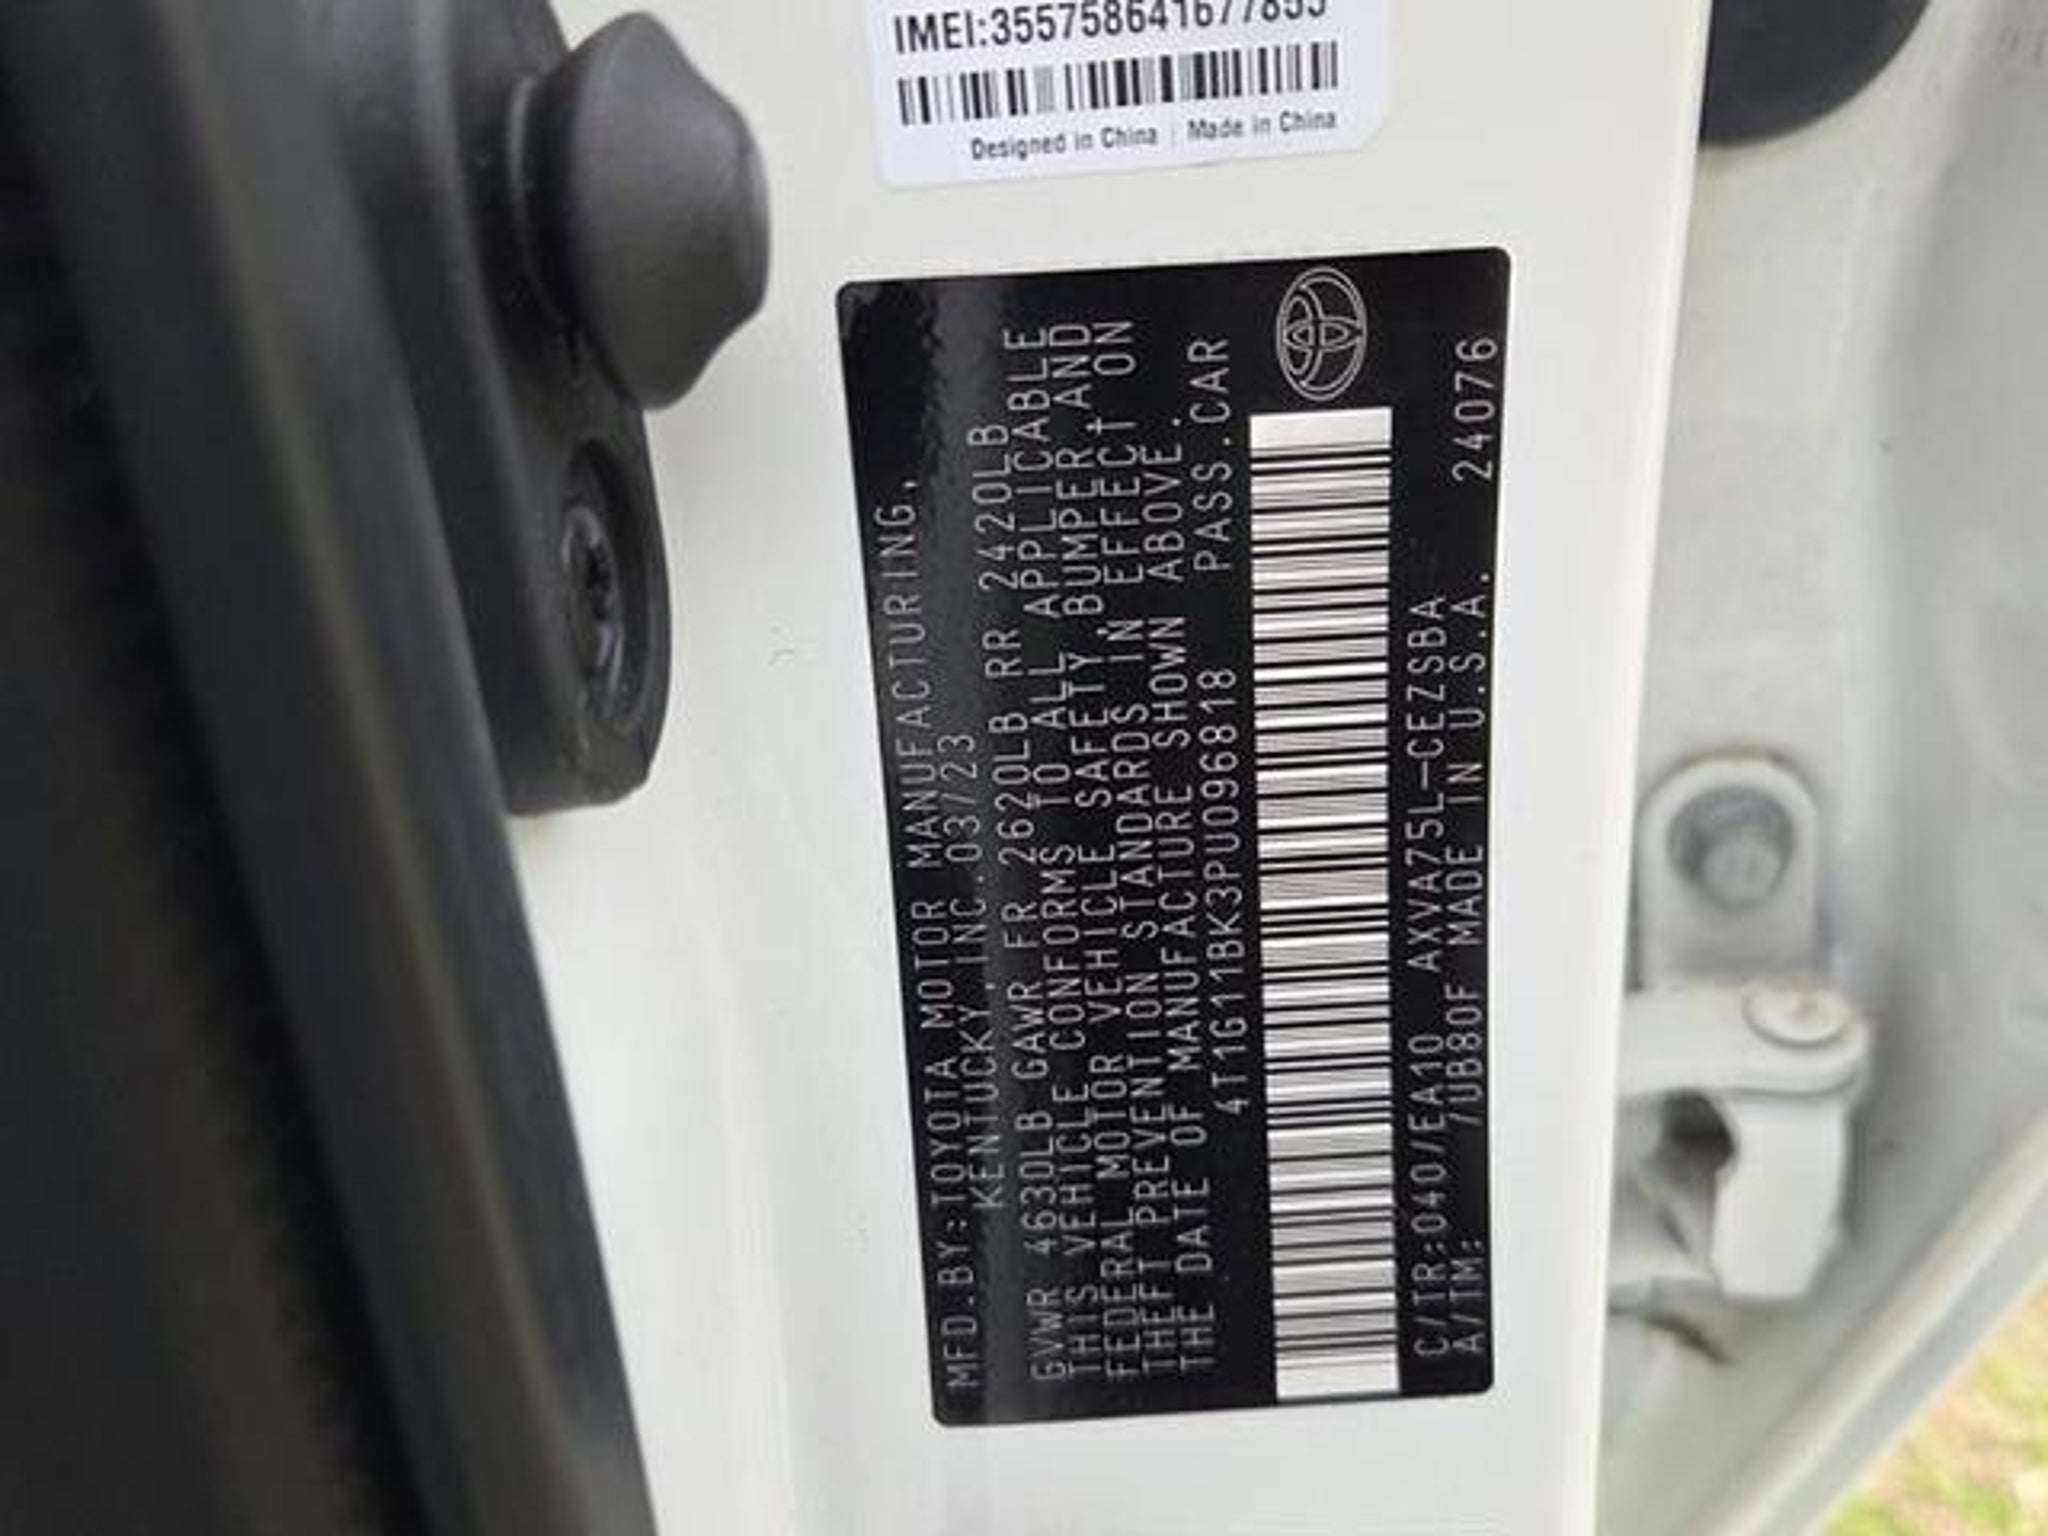 IMEI:355758641677855
Designed in China | Made in China
MFD.BY:TOYOTA MOTOR MANUFACTURING,
KENTUCKY,INC.03/23
GVWR 4630LB GAWR FR 2620LB RR 2420LB
THIS VEHICLE CONFORMS TO ALL APPLICABLE
FEDERAL MOTOR VEHICLE SAFETY, BUMPER, AND
THEFT PREVENTION STANDARDS IN EFFECT ON
THE DATE OF MANUFACTURE SHOWN ABOVE.
4T1G11BK3PU096818 PASS.CAR
C/TR:040/EA10 AXVA75L-CEZSBA 24076
A/TM: /UB80F MADE IN U.S.A.